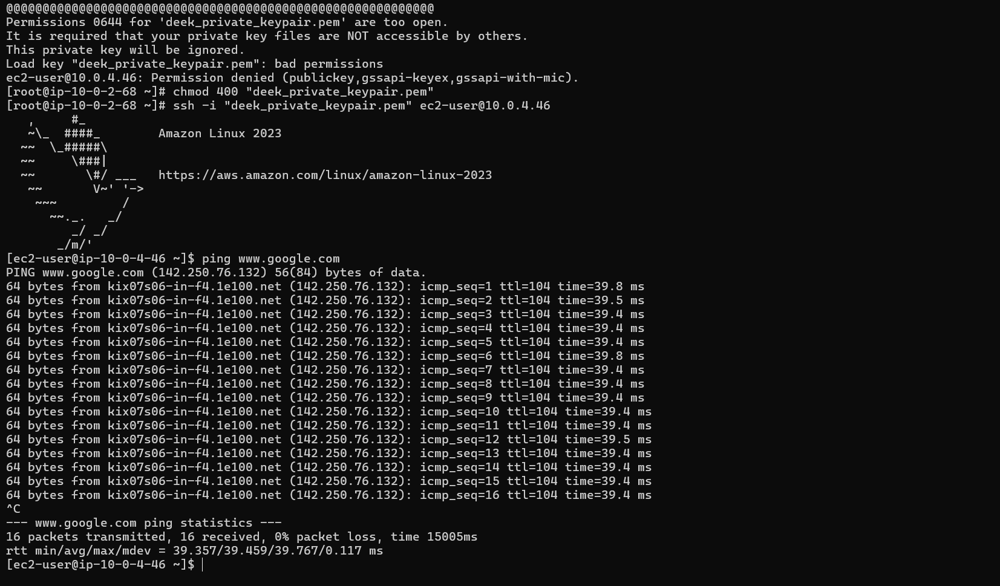 @@@@@@@@@@@@@@@@@@@@@@@@@@@@@@@@@@@@@@@@@@@@@@@@@@@@@@@@@@@
Permissions 0644 for 'deek_private_keypair.pem' are too open.
It is required that your private key files are NOT accessible by others.
This private key will be ignored.
Load key "deek_private_keypair.pem": bad permissions
ec2-user@10.0.4.46: Permission denied (publickey,gssapi-keyex,gssapi-with-mic).
[root@ip-10-0-2-68 ~]# chmod 400 "deek_private_keypair.pem"
[root@ip-10-0-2-68 ~]# ssh -i "deek_private_keypair.pem" ec2-user@10.0.4.46
   ,     #_
   ~\_  ####_        Amazon Linux 2023
  ~~  \_#####\
  ~~     \###|
  ~~       \#/ ___   https://aws.amazon.com/linux/amazon-linux-2023
   ~~       V~' '->
    ~~~         /
      ~~._.   _/
         _/ _/
       _/m/'
[ec2-user@ip-10-0-4-46 ~]$ ping www.google.com
PING www.google.com (142.250.76.132) 56(84) bytes of data.
64 bytes from kix07s06-in-f4.1e100.net (142.250.76.132): icmp_seq=1 ttl=104 time=39.8 ms
64 bytes from kix07s06-in-f4.1e100.net (142.250.76.132): icmp_seq=2 ttl=104 time=39.5 ms
64 bytes from kix07s06-in-f4.1e100.net (142.250.76.132): icmp_seq=3 ttl=104 time=39.4 ms
64 bytes from kix07s06-in-f4.1e100.net (142.250.76.132): icmp_seq=4 ttl=104 time=39.4 ms
64 bytes from kix07s06-in-f4.1e100.net (142.250.76.132): icmp_seq=5 ttl=104 time=39.4 ms
64 bytes from kix07s06-in-f4.1e100.net (142.250.76.132): icmp_seq=6 ttl=104 time=39.8 ms
64 bytes from kix07s06-in-f4.1e100.net (142.250.76.132): icmp_seq=7 ttl=104 time=39.4 ms
64 bytes from kix07s06-in-f4.1e100.net (142.250.76.132): icmp_seq=8 ttl=104 time=39.4 ms
64 bytes from kix07s06-in-f4.1e100.net (142.250.76.132): icmp_seq=9 ttl=104 time=39.4 ms
64 bytes from kix07s06-in-f4.1e100.net (142.250.76.132): icmp_seq=10 ttl=104 time=39.4 ms
64 bytes from kix07s06-in-f4.1e100.net (142.250.76.132): icmp_seq=11 ttl=104 time=39.4 ms
64 bytes from kix07s06-in-f4.1e100.net (142.250.76.132): icmp_seq=12 ttl=104 time=39.5 ms
64 bytes from kix07s06-in-f4.1e100.net (142.250.76.132): icmp_seq=13 ttl=104 time=39.4 ms
64 bytes from kix07s06-in-f4.1e100.net (142.250.76.132): icmp_seq=14 ttl=104 time=39.4 ms
64 bytes from kix07s06-in-f4.1e100.net (142.250.76.132): icmp_seq=15 ttl=104 time=39.4 ms
64 bytes from kix07s06-in-f4.1e100.net (142.250.76.132): icmp_seq=16 ttl=104 time=39.4 ms
^C
--- www.google.com ping statistics ---
16 packets transmitted, 16 received, 0% packet loss, time 15005ms
rtt min/avg/max/mdev = 39.357/39.459/39.767/0.117 ms
[ec2-user@ip-10-0-4-46 ~]$